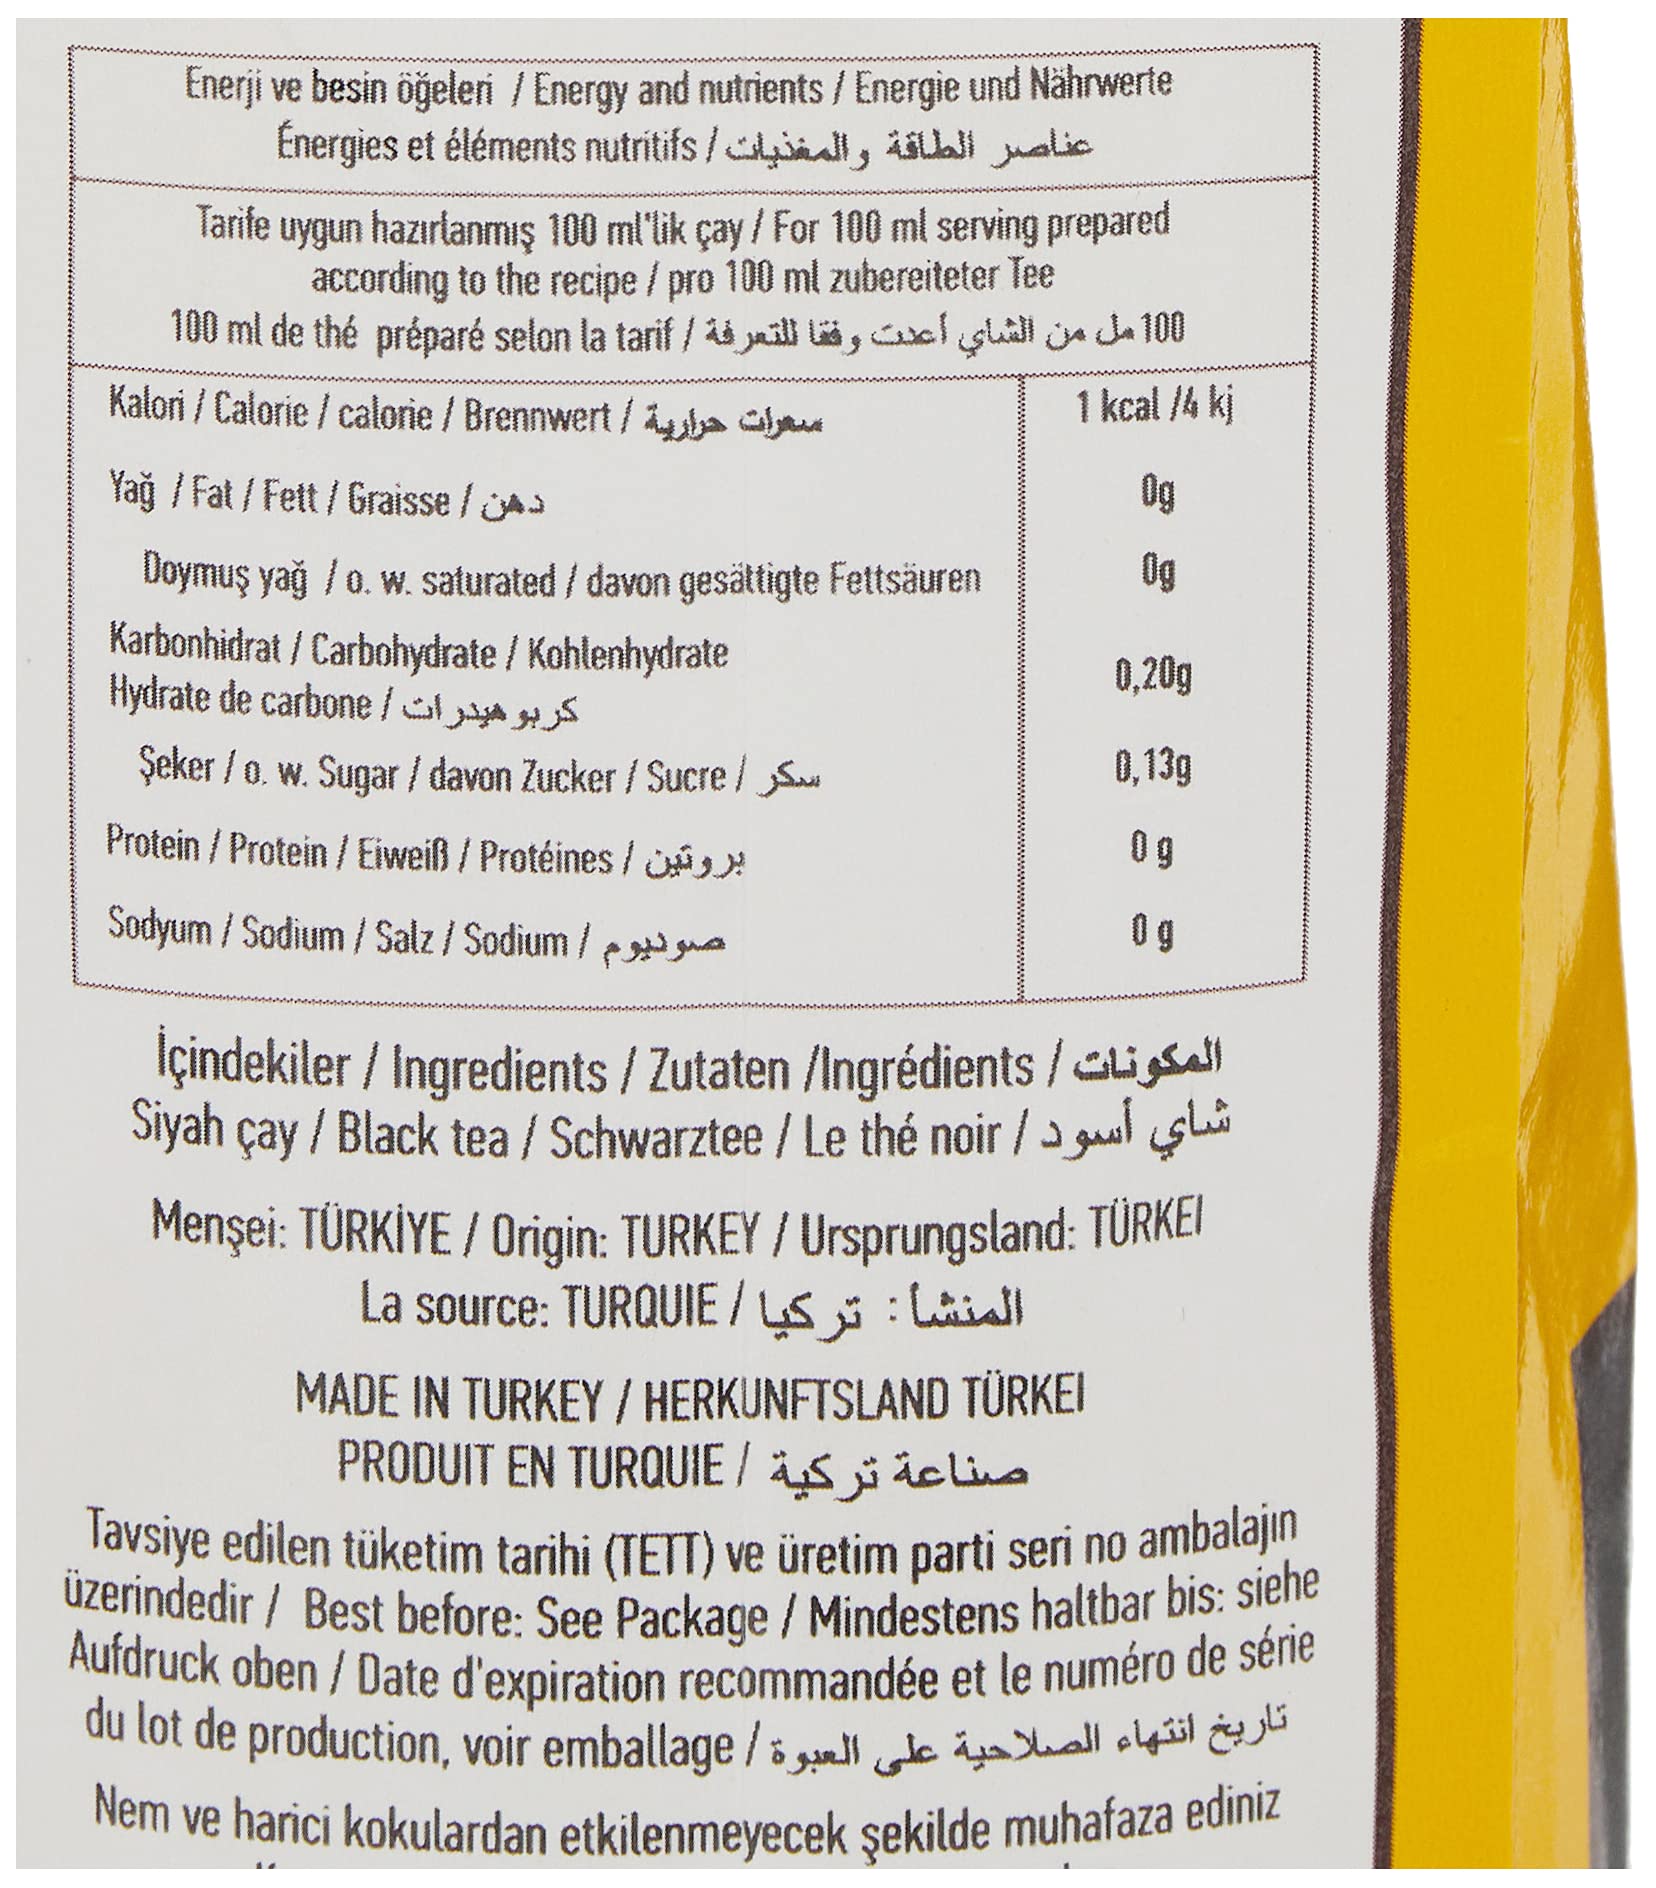 Enerji ve besin öğeleri / Energy and nutrients / Energie und Nährwerte
Énergies et éléments nutritifs / عناصر الطاقة والمغذيات
Tarife uygun hazırlanmış 100 ml'lik çay / For 100 ml serving prepared
according to the recipe / pro 100 ml zubereiteter Tee
100 ml de thé préparé selon la tarif / 100 مل من الشاي أعدت وفقا للتعرفة
Kalori / Calorie / calorie / Brennwert / سعرات حرارية 1 kcal /4 kj
Yağ / Fat / Fett / Graisse / دهن 0g
Doymuş yağ / o. w. saturated / davon gesättigte Fettsäuren 0g
Karbonhidrat / Carbohydrate / Kohlenhydrate
Hydrate de carbone / كربوهيدرات 0,20g
Şeker / o. w. Sugar / davon Zucker / Sucre / سكر 0,13g
Protein / Protein / Eiweiß / Protéines / بروتين 0 g
Sodyum / Sodium / Salz / Sodium / صوديوم 0 g
İçindekiler / Ingredients / Zutaten /Ingrédients / المكونات
Siyah çay / Black tea / Schwarztee / Le thé noir / شاي أسود
Menşei: TÜRKİYE / Origin: TURKEY / Ursprungsland: TÜRKEI
La source: TURQUIE / المنشأ: تركيا
MADE IN TURKEY / HERKUNFTSLAND TÜRKEI
PRODUIT EN TURQUIE / صناعة تركية
Tavsiye edilen tüketim tarihi (TETT) ve üretim parti seri no ambalajın
üzerindedir / Best before: See Package / Mindestens haltbar bis: siehe
Aufdruck oben / Date d'expiration recommandée et le numéro de série
du lot de production, voir emballage / تاريخ انتهاء الصلاحية على العبوة
Nem ve harici kokulardan etkilenmeyecek şekilde muhafaza ediniz